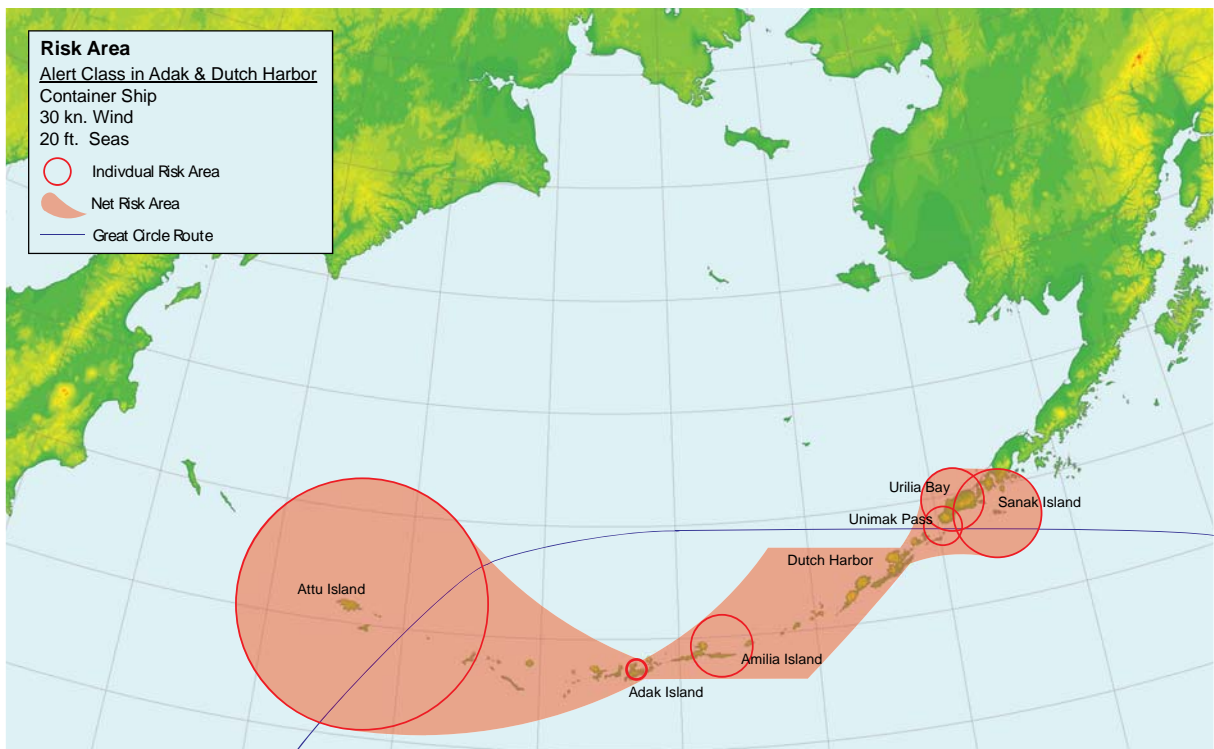 Risk Area
Alert Class in Adak & Dutch Harbor
Container Ship
30 kn. Wind
20 ft. Seas
Indivdual Risk Area
Net Risk Area
Great Circle Route
Urilia Bay
Sanak Island
Unimak Pass
Dutch Harbor
Attu Island
Amilia Island
Adak Island